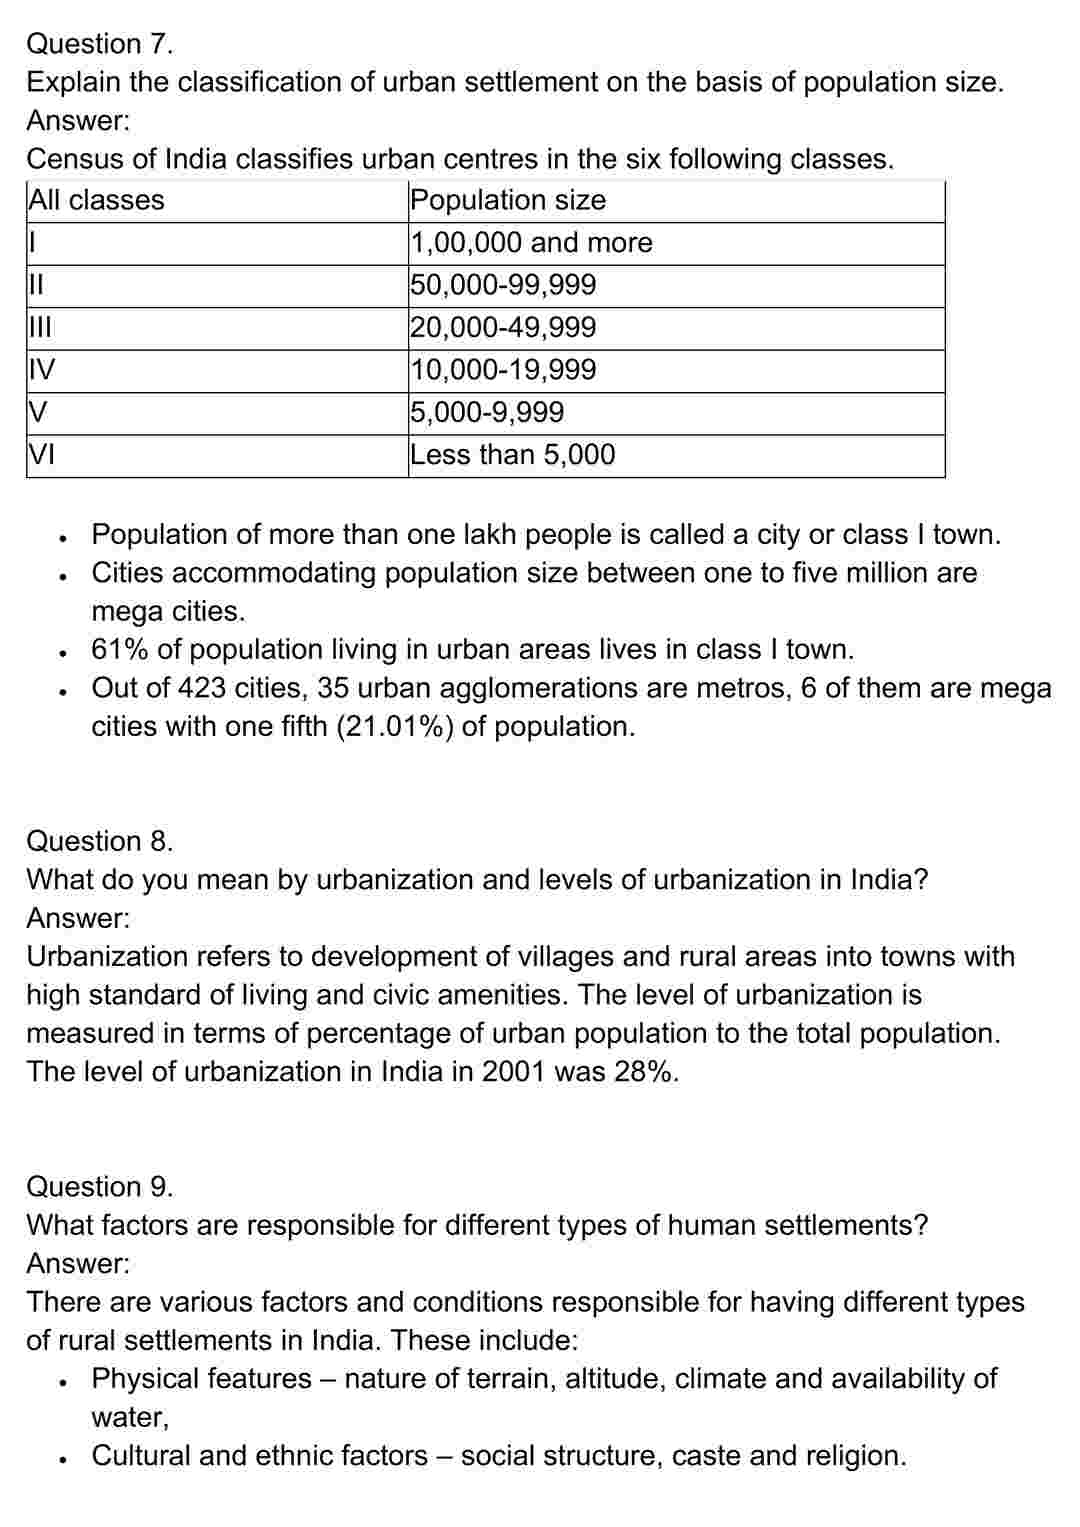 Question 7.
Explain the classification of urban settlement on the basis of population size.
Answer:
Census of India classifies urban centres in the six following classes.
All classes Population size
I 1,00,000 and more
II 50,000-99,999
III 20,000-49,999
IV 10,000-19,999
V 5,000-9,999
VI Less than 5,000
• Population of more than one lakh people is called a city or class I town.
• Cities accommodating population size between one to five million are
mega cities.
• 61% of population living in urban areas lives in class I town.
• Out of 423 cities, 35 urban agglomerations are metros, 6 of them are mega
cities with one fifth (21.01%) of population.
Question 8.
What do you mean by urbanization and levels of urbanization in India?
Answer:
Urbanization refers to development of villages and rural areas into towns with
high standard of living and civic amenities. The level of urbanization is
measured in terms of percentage of urban population to the total population.
The level of urbanization in India in 2001 was 28%.
Question 9.
What factors are responsible for different types of human settlements?
Answer:
There are various factors and conditions responsible for having different types
of rural settlements in India. These include:
• Physical features – nature of terrain, altitude, climate and availability of
water,
• Cultural and ethnic factors – social structure, caste and religion.